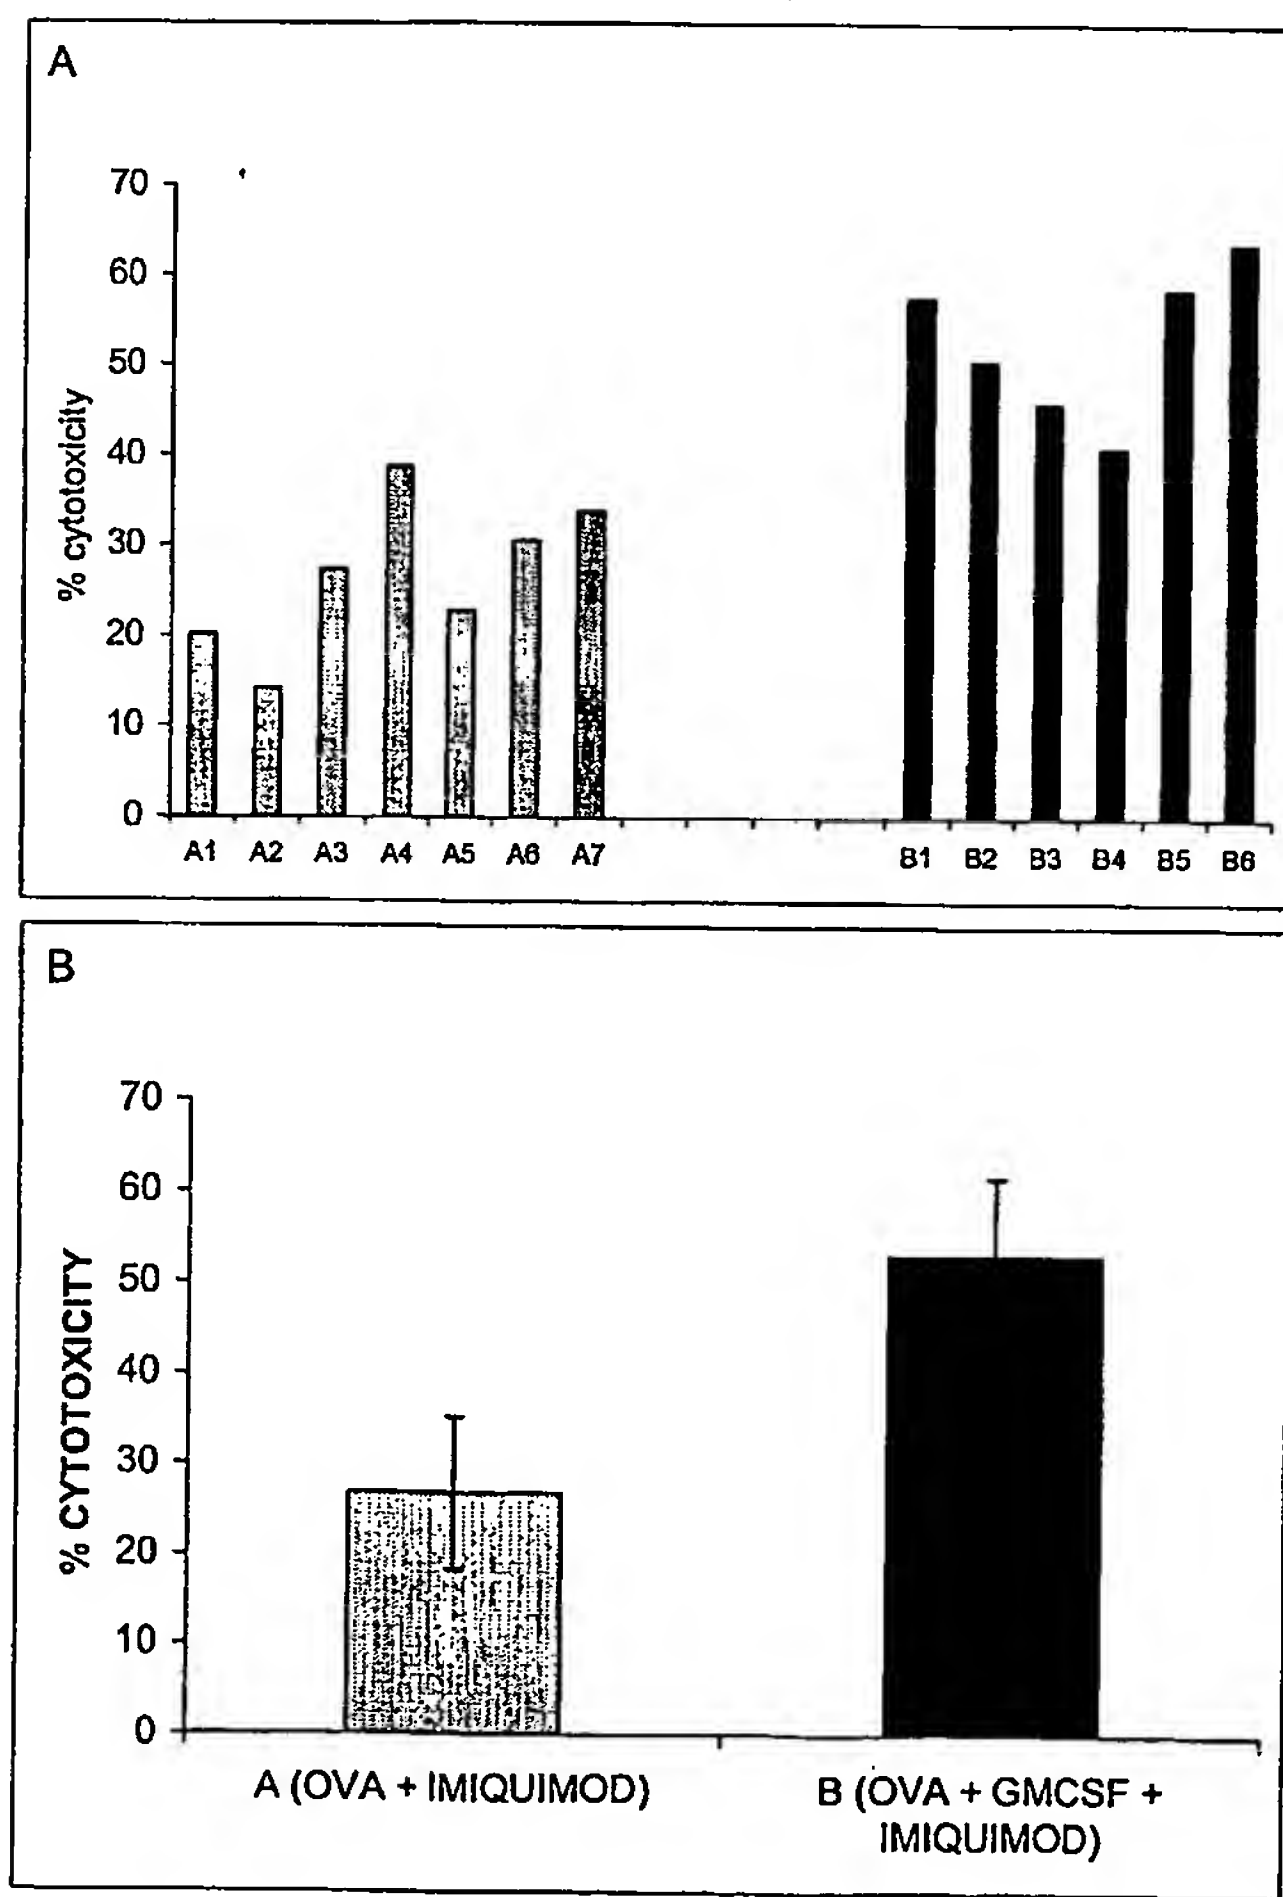 A
70
60
50
40
30
20
10
0
% cytotoxicity
A1 A2 A3 A4 A5 A6 A7 B1 B2 B3 B4 B5 B6
B
70
60
50
40
30
20
10
0
% CYTOTOXICITY
A (OVA + IMIQUIMOD)
B (OVA + GMCSF +
IMIQUIMOD)